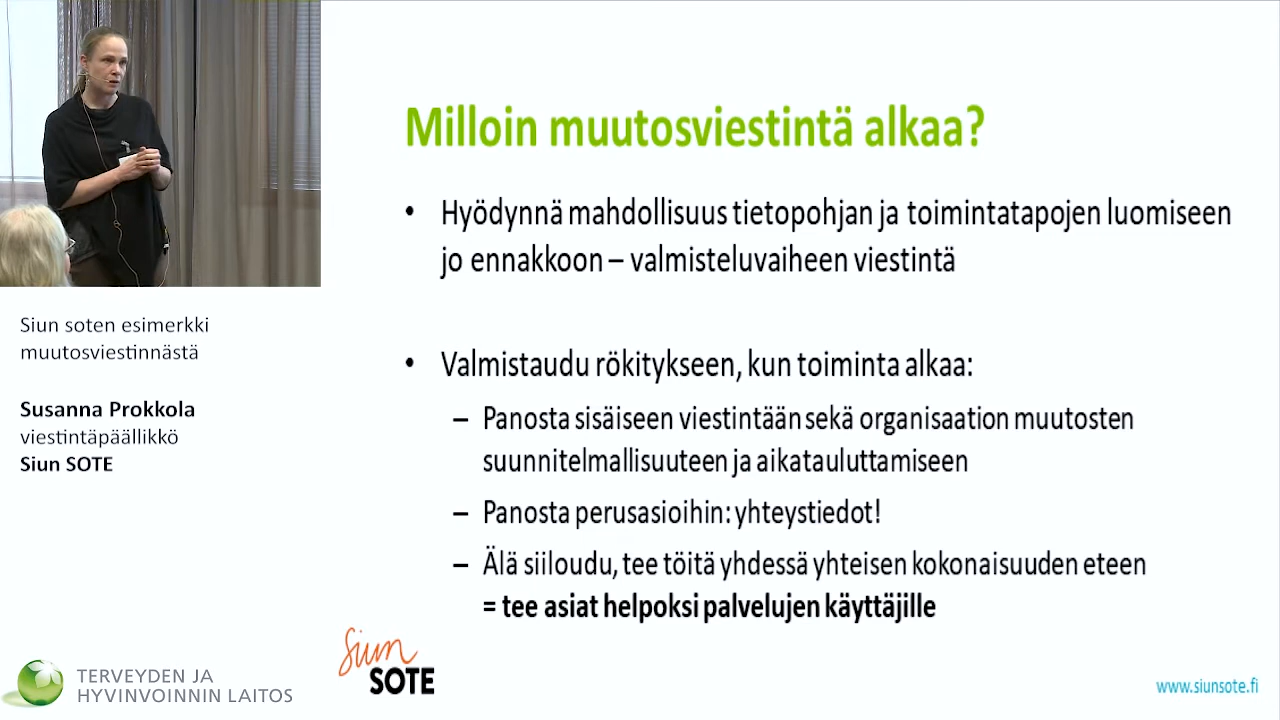 Milloin muutosviestintä alkaa?
• Hyödynnä mahdollisuus tietopohjan ja toimintatapojen luomiseen
jo ennakkoon – valmisteluvaiheen viestintä
• Valmistaudu rökitykseen, kun toiminta alkaa:
– Panosta sisäiseen viestintään sekä organisaation muutosten
suunnitelmallisuuteen ja aikatauluttamiseen
– Panosta perusasioihin: yhteystiedot!
– Älä siiloudu, tee töitä yhdessä yhteisen kokonaisuuden eteen
= tee asiat helpoksi palvelujen käyttäjille
Siun soten esimerkki
muutosviestinnästä
Susanna Prokkola
viestintäpäällikkö
Siun SOTE
TERVEYDEN JA
HYVINVOINNIN LAITOS
Siun
SOTE
www.siunsote.fi